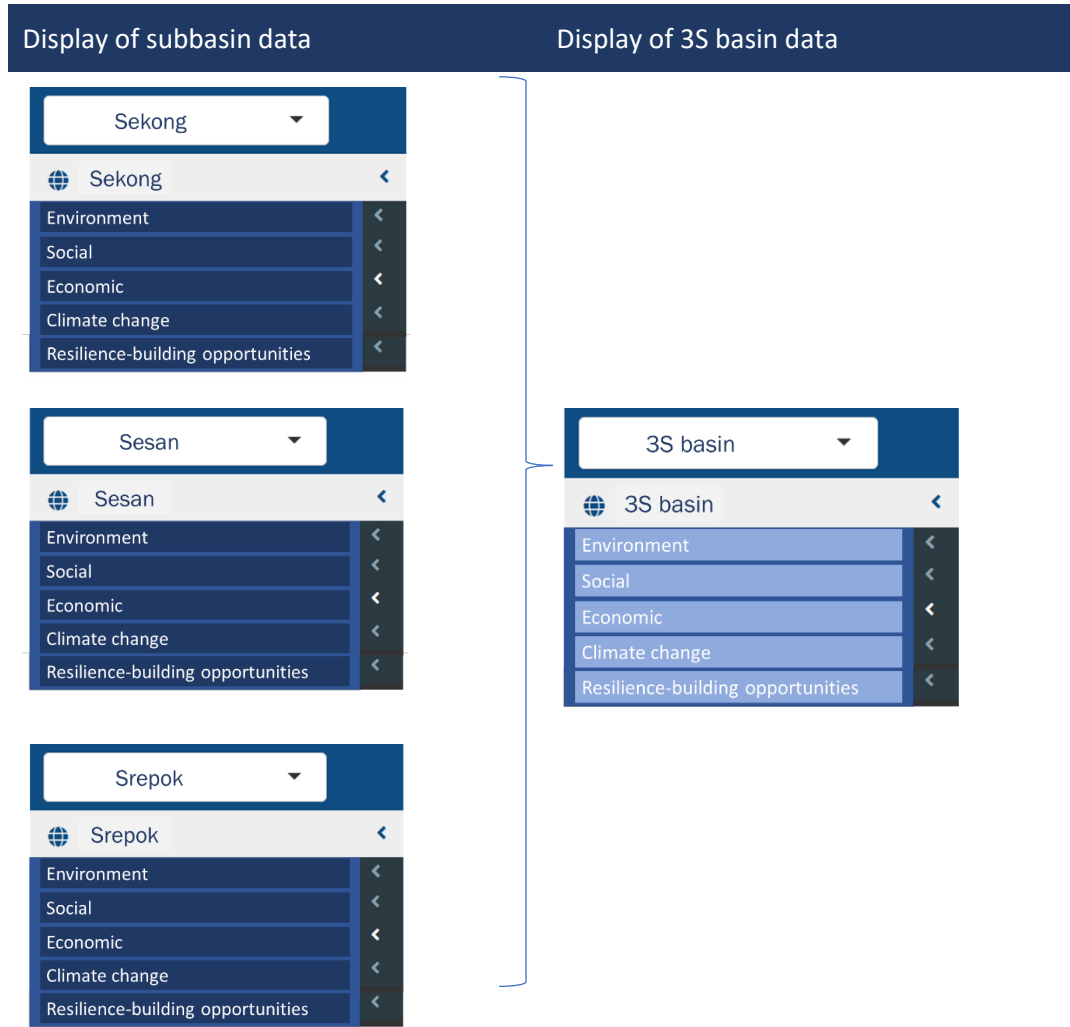 Display of subbasin data
Display of 3S basin data
Sekong
Sekong
Environment
Social
Economic
Climate change
Resilience-building opportunities
Sesan
Sesan
Environment
Social
Economic
Climate change
Resilience-building opportunities
Srepok
Srepok
Environment
Social
Economic
Climate change
Resilience-building opportunities
3S basin
3S basin
Environment
Social
Economic
Climate change
Resilience-building opportunities